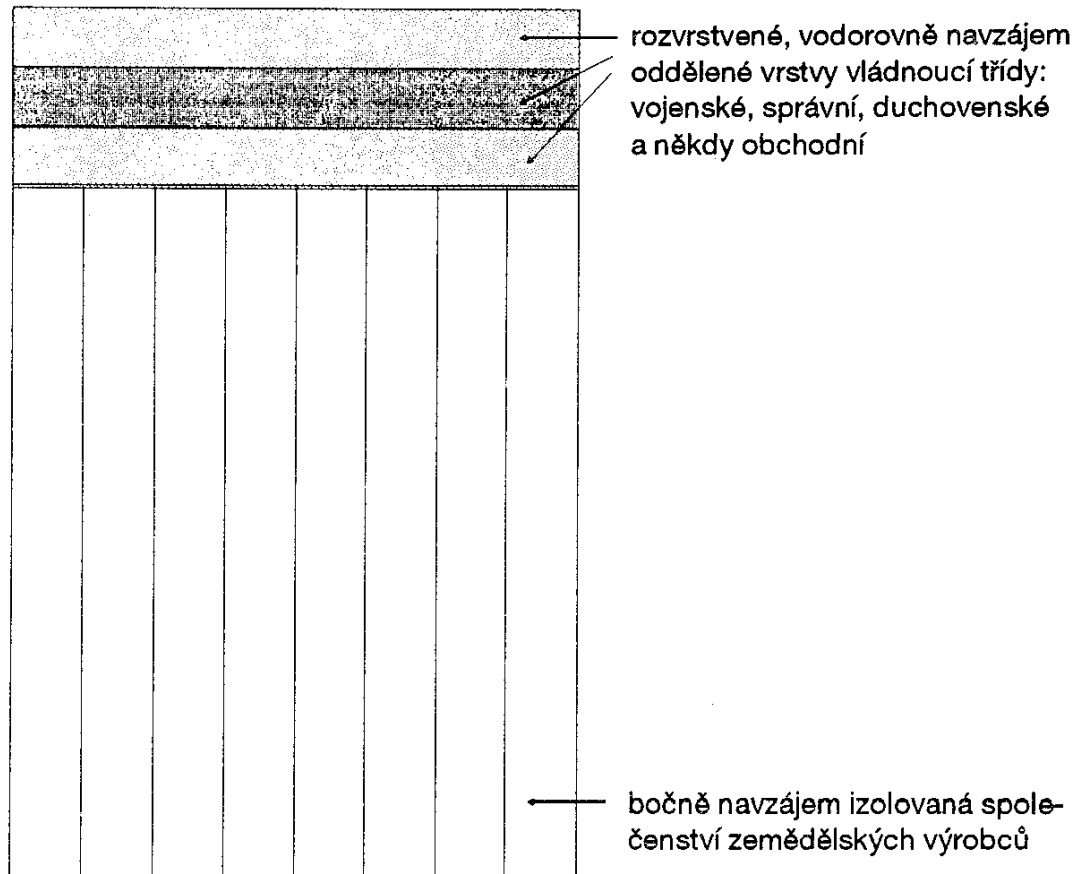 rozvrstvené, vodorovně navzájem
oddělené vrstvy vládnoucí třídy:
vojenské, správní, duchovenské
a někdy obchodní
bočně navzájem izolovaná spole-
čenství zemědělských výrobců